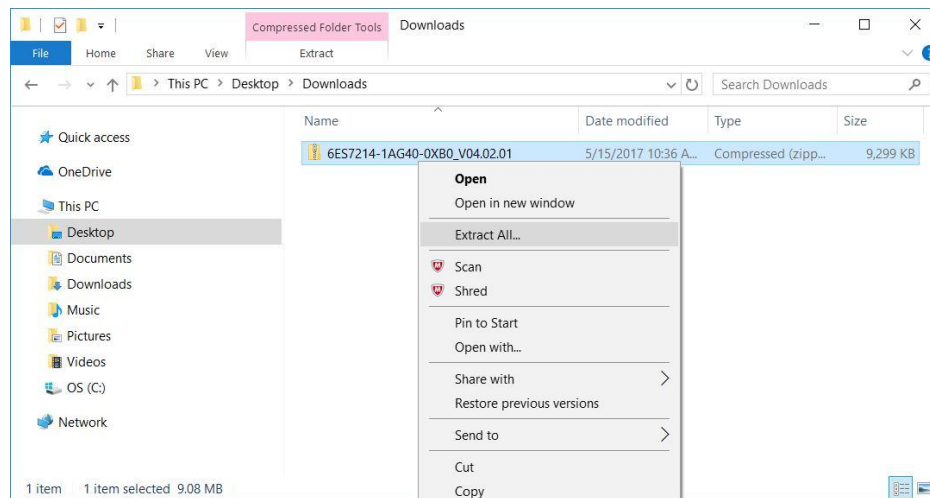 Compressed Folder Tools Downloads
File Home Share View Extract
This PC > Desktop > Downloads Search Downloads
Name Date modified Type Size
Quick access
6ES7214-1AG40-0XB0_V04.02.01 5/15/2017 10:36 A... Compressed (zipp... 9,299 KB
OneDrive
Open
Open in new window
This PC
Extract All...
Desktop
Documents
Scan
Downloads
Shred
Music
Pin to Start
Pictures
Open with...
Videos
Share with
OS (C:)
Restore previous versions
Network
Send to
Cut
1 item 1 item selected 9.08 MB
Copy